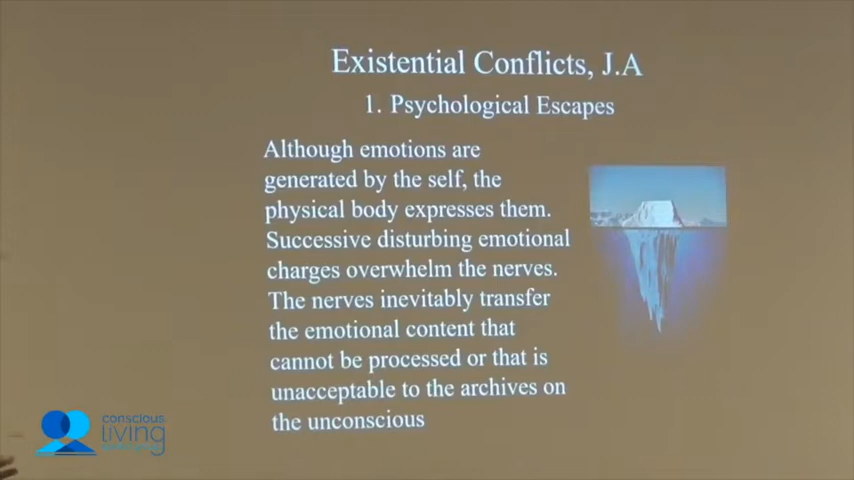 Existential Conflicts, J.A
1. Psychological Escapes
Although emotions are
generated by the self, the
physical body expresses them.
Successive disturbing emotional
charges overwhelm the nerves.
The nerves inevitably transfer
the emotional content that
cannot be processed or that is
unacceptable to the archives on
the unconscious
conscious
living